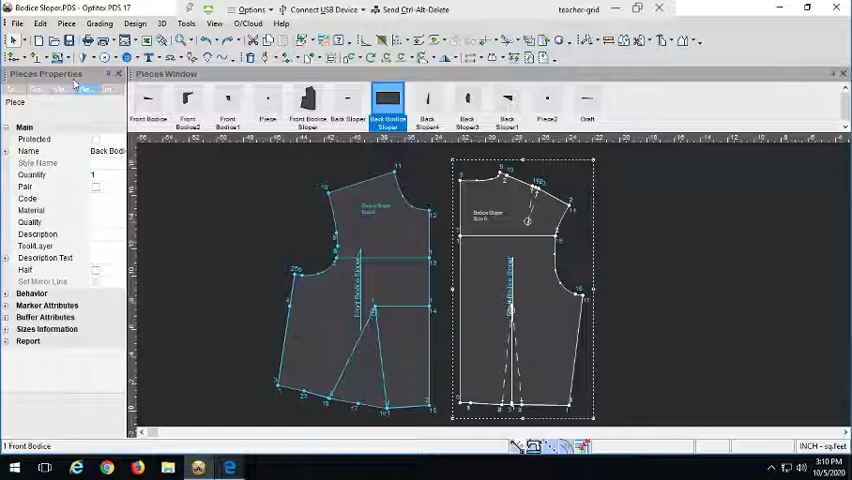 Bodice Sloper.PDS - Optitex PDS 17
Options
Connect USB Device
Send Ctrl-Alt-Delete
teacher-grid
File Edit Piece Grading Design 3D Tools View O/Cloud Help
Pieces Properties
Pieces Window
Piece
Main
Protected
Name Back Bodi
Style Name
Quantity 1
Pair
Code
Material
Quality
Description
Tool/Layer
Description Text
Half
Set Mirror Line
Behavior
Marker Attributes
Buffer Attributes
Sizes Information
Report
Front Bodice
Front Bodice2
Front Bodice1
Piece
Front Bodice Sloper
Back Sloper
Back Bodice Sloper
Back Sloper4
Back Sloper3
Back Sloper1
Piece2
Draft
Bodice Sloper
Front Bodice Sloper
Bodice Sloper
Back Bodice Sloper
1 Front Bodice
INCH - sq.feet
3:10 PM
10/5/2020